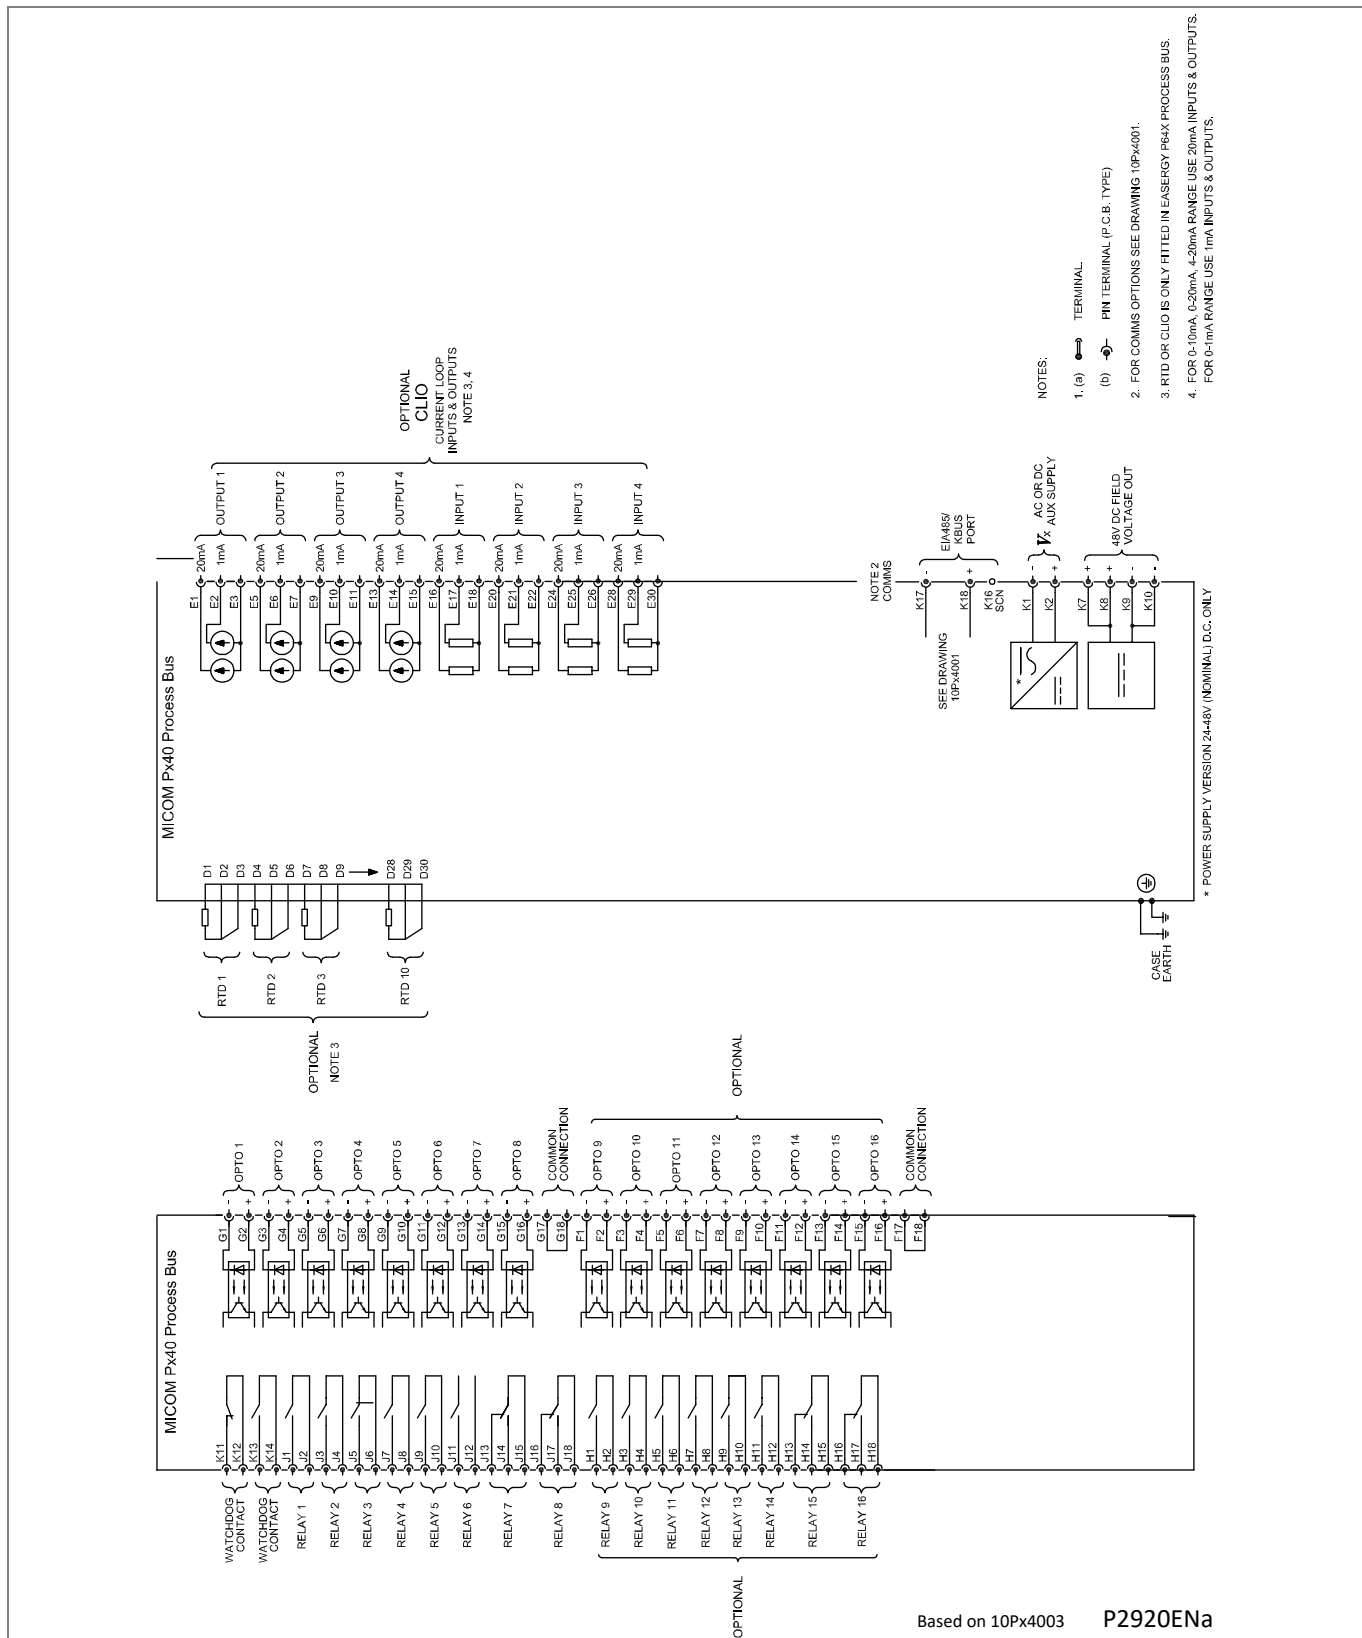 MICOM Px40 Process Bus
E1
E2
E3
E5
E6
E7
E9
E10
E11
E13
E14
E15
E16
E17
E18
E20
E21
E22
E24
E25
E26
E28
E29
E30
20mA
1mA
20mA
1mA
20mA
1mA
20mA
1mA
20mA
1mA
20mA
1mA
20mA
1mA
20mA
1mA
OUTPUT 1
OUTPUT 2
OUTPUT 3
OUTPUT 4
INPUT 1
INPUT 2
INPUT 3
INPUT 4
OPTIONAL
CLIO
CURRENT LOOP
INPUTS & OUTPUTS
NOTE 3, 4
NOTE 2
COMMS
K17
K18
K16
SCN
-
+
EIA485/
KBUS
PORT
SEE DRAWING
10Px4001
K1
K2
-
+
Vx
AC OR DC
AUX SUPPLY
K7
K8
K9
K10
+
+
-
-
48V DC FIELD
VOLTAGE OUT
*
* POWER SUPPLY VERSION 24-48V (NOMINAL) D.C. ONLY
D1
D2
D3
D4
D5
D6
D7
D8
D9
D28
D29
D30
RTD 1
RTD 2
RTD 3
RTD 10
OPTIONAL
NOTE 3
CASE
EARTH
NOTES:
1. (a) TERMINAL.
(b) PIN TERMINAL (P.C.B. TYPE)
2. FOR COMMS OPTIONS SEE DRAWING 10Px4001.
3. RTD OR CLIO IS ONLY FITTED IN EASERGY P64X PROCESS BUS.
4. FOR 0-10mA, 0-20mA, 4-20mA RANGE USE 20mA INPUTS & OUTPUTS.
FOR 0-1mA RANGE USE 1mA INPUTS & OUTPUTS.
MICOM Px40 Process Bus
G1
G2
G3
G4
G5
G6
G7
G8
G9
G10
G11
G12
G13
G14
G15
G16
G17
G18
F1
F2
F3
F4
F5
F6
F7
F8
F9
F10
F11
F12
F13
F14
F15
F16
F17
F18
-
+
-
+
-
+
-
+
-
+
-
+
-
+
-
+
-
+
-
+
-
+
-
+
-
+
-
+
-
+
-
+
OPTO 1
OPTO 2
OPTO 3
OPTO 4
OPTO 5
OPTO 6
OPTO 7
OPTO 8
COMMON
CONNECTION
OPTO 9
OPTO 10
OPTO 11
OPTO 12
OPTO 13
OPTO 14
OPTO 15
OPTO 16
COMMON
CONNECTION
OPTIONAL
K11
K12
K13
K14
J1
J2
J3
J4
J5
J6
J7
J8
J9
J10
J11
J12
J13
J14
J15
J16
J17
J18
H1
H2
H3
H4
H5
H6
H7
H8
H9
H10
H11
H12
H13
H14
H15
H16
H17
H18
WATCHDOG
CONTACT
WATCHDOG
CONTACT
RELAY 1
RELAY 2
RELAY 3
RELAY 4
RELAY 5
RELAY 6
RELAY 7
RELAY 8
RELAY 9
RELAY 10
RELAY 11
RELAY 12
RELAY 13
RELAY 14
RELAY 15
RELAY 16
OPTIONAL
Based on 10Px4003 P2920ENa